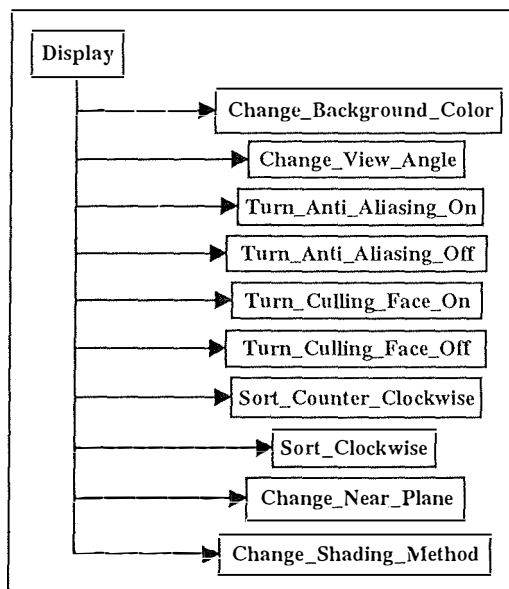 Display
Change_Background_Color
Change_View_Angle
Turn_Anti_Aliasing_On
Turn_Anti_Aliasing_Off
Turn_Culling_Face_On
Turn_Culling_Face_Off
Sort_Counter_Clockwise
Sort_Clockwise
Change_Near_Plane
Change_Shading_Method